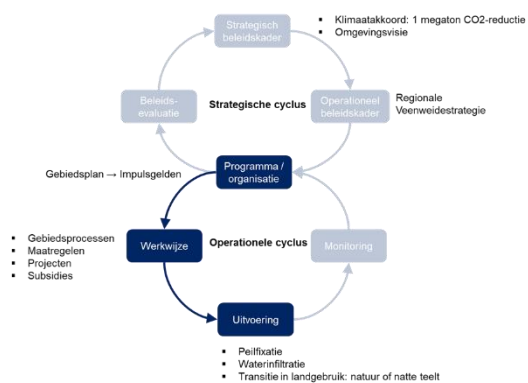 Strategisch
beleidskader
▪ Klimaatakkoord: 1 megaton CO2-reductie
▪ Omgevingsvisie
Beleids-
evaluatie
Strategische cyclus
Operationeel
beleidskader
Regionale
Veenweidestrategie
Gebiedsplan → Impulsgelden
Programma /
organisatie
▪ Gebiedsprocessen
▪ Maatregelen
▪ Projecten
▪ Subsidies
Werkwijze
Operationele cyclus
Monitoring
Uitvoering
▪ Peilfixatie
▪ Waterinfiltratie
▪ Transitie in landgebruik: natuur of natte teelt